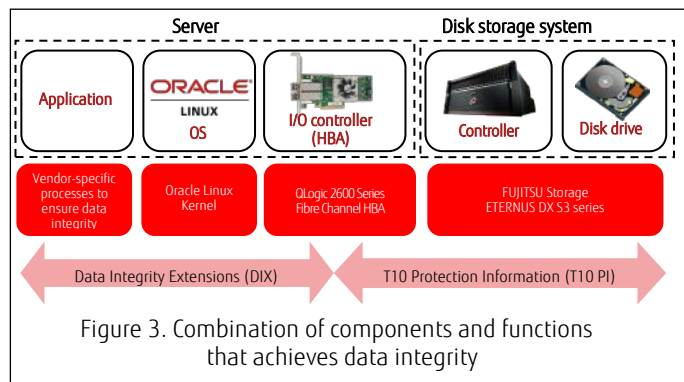 Server
Disk storage system
Application
ORACLE
LINUX
OS
I/O controller
(HBA)
Controller
Disk drive
Vendor-specific
processes to
ensure data
integrity
Oracle Linux
Kernel
QLogic 2600 Series
Fibre Channel HBA
FUJITSU Storage
ETERNUS DX S3 series
Data Integrity Extensions (DIX)
T10 Protection Information (T10 PI)
Figure 3. Combination of components and functions
that achieves data integrity